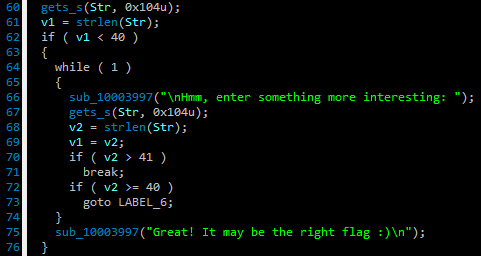 60 gets_s(Str, 0x104u);
61 v1 = strlen(Str);
62 if ( v1 < 40 )
63 {
64 while ( 1 )
65 {
66 sub_10003997("\nHmm, enter something more interesting: ");
67 gets_s(Str, 0x104u);
68 v2 = strlen(Str);
69 v1 = v2;
70 if ( v2 > 41 )
71 break;
72 if ( v2 >= 40 )
73 goto LABEL_6;
74 }
75 sub_10003997("Great! It may be the right flag :)\n");
76 }